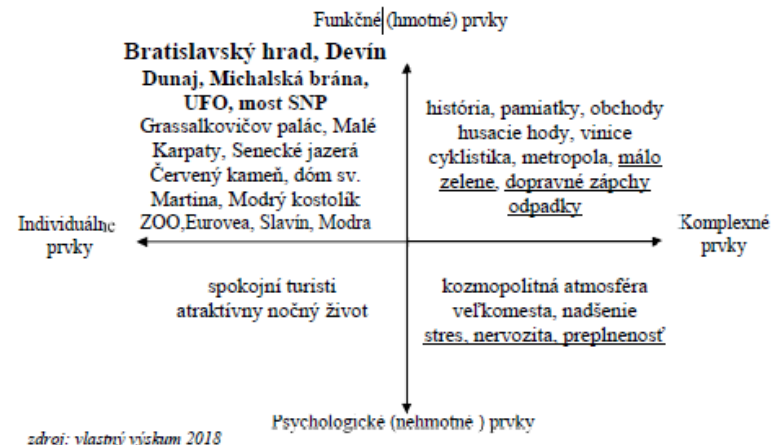 Funkčné (hmotné) prvky
Bratislavský hrad, Devín
Dunaj, Michalská brána,
UFO, most SNP
Grassalkovičov palác, Malé
Karpaty, Senecké jazerá
Červený kameň, dóm sv.
Martina, Modrý kostolík
ZOO,Eurovea, Slavín, Modra
história, pamiatky, obchody
husacie hody, vinice
cyklistika, metropola, málo
zelene, dopravné zápchy
odpadky
Individuálne
prvky
Komplexné
prvky
spokojní turisti
atraktívny nočný život
kozmopolitná atmosféra
veľkomesta, nadšenie
stres, nervozita, preplnenosť
Psychologické (nehmotné ) prvky
zdroj: vlastný výskum 2018